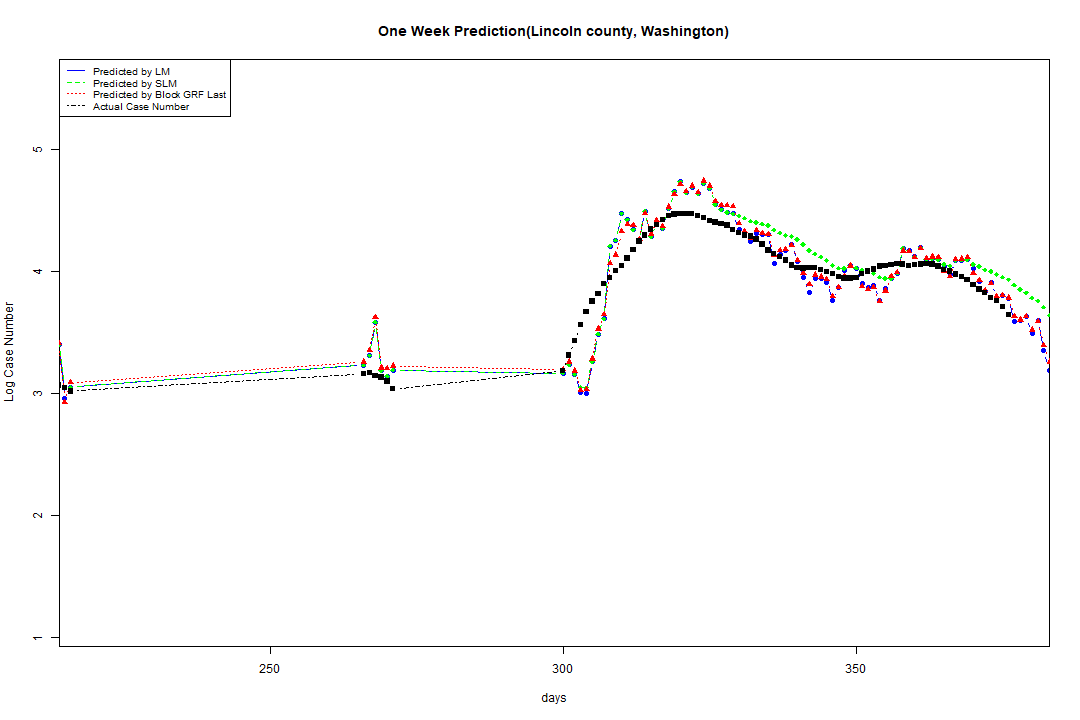 One Week Prediction(Lincoln county, Washington)
Predicted by LM
Predicted by SLM
Predicted by Block GRF Last
Actual Case Number
5
4
3
2
1
Log Case Number
250
300
350
days